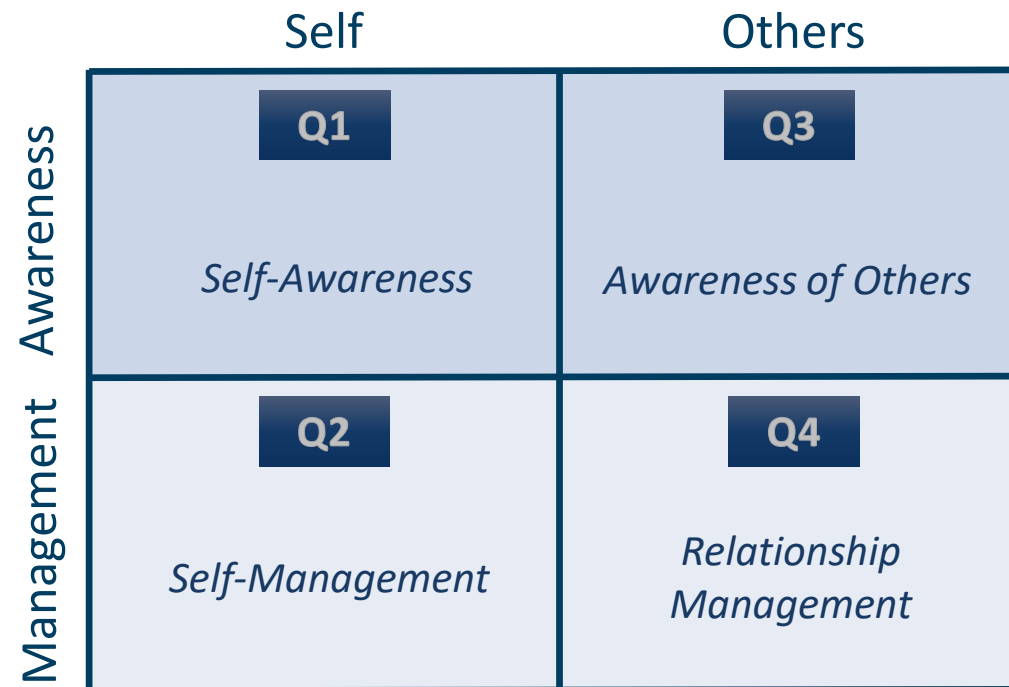 Self
Others
Awareness
Q1
Q3
Self-Awareness
Awareness of Others
Management
Q2
Q4
Self-Management
Relationship
Management